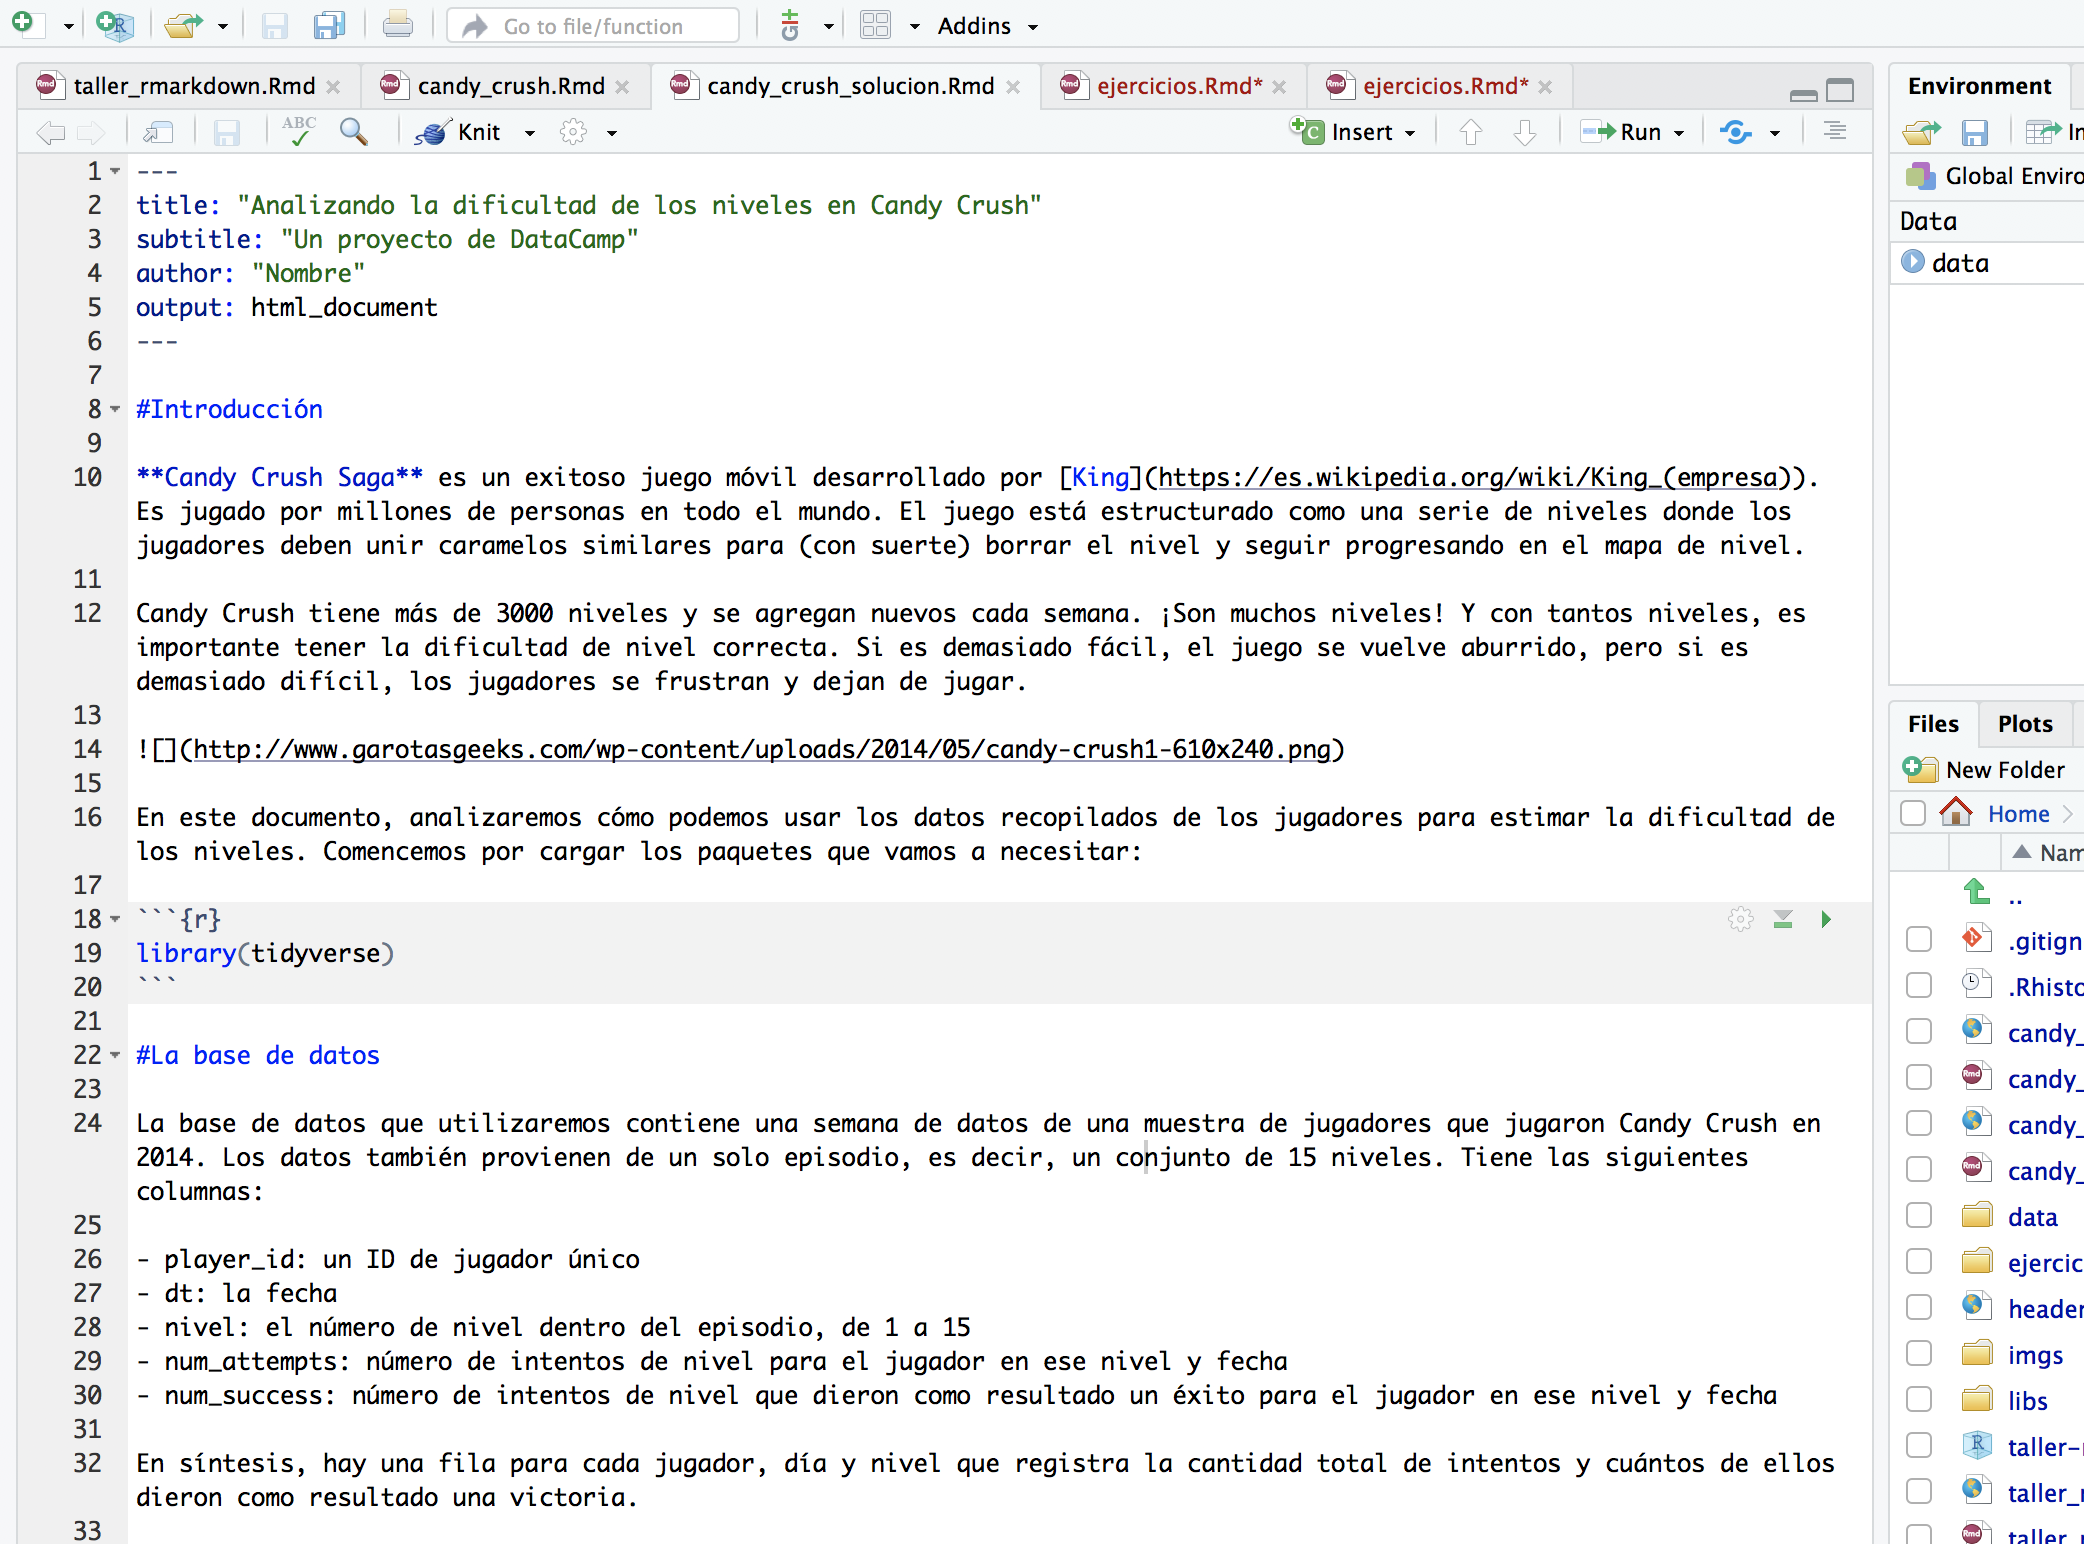 Go to file/function
Addins
taller_rmarkdown.Rmd
candy_crush.Rmd
candy_crush_solucion.Rmd
ejercicios.Rmd*
ejercicios.Rmd*
ABC
Knit
Insert
Run
1 ---
2 title: "Analizando la dificultad de los niveles en Candy Crush"
3 subtitle: "Un proyecto de DataCamp"
4 author: "Nombre"
5 output: html_document
6 ---
7
8 #Introducción
9
10 **Candy Crush Saga** es un exitoso juego móvil desarrollado por [King](https://es.wikipedia.org/wiki/King_(empresa)).
Es jugado por millones de personas en todo el mundo. El juego está estructurado como una serie de niveles donde los
jugadores deben unir caramelos similares para (con suerte) borrar el nivel y seguir progresando en el mapa de nivel.
11
12 Candy Crush tiene más de 3000 niveles y se agregan nuevos cada semana. ¡Son muchos niveles! Y con tantos niveles, es
importante tener la dificultad de nivel correcta. Si es demasiado fácil, el juego se vuelve aburrido, pero si es
demasiado difícil, los jugadores se frustran y dejan de jugar.
13
14 ![](http://www.garotasgeeks.com/wp-content/uploads/2014/05/candy-crush1-610x240.png)
15
16 En este documento, analizaremos cómo podemos usar los datos recopilados de los jugadores para estimar la dificultad de
los niveles. Comencemos por cargar los paquetes que vamos a necesitar:
17
18 ```{r}
19 library(tidyverse)
20 ```
21
22 #La base de datos
23
24 La base de datos que utilizaremos contiene una semana de datos de una muestra de jugadores que jugaron Candy Crush en
2014. Los datos también provienen de un solo episodio, es decir, un conjunto de 15 niveles. Tiene las siguientes
columnas:
25
26 - player_id: un ID de jugador único
27 - dt: la fecha
28 - nivel: el número de nivel dentro del episodio, de 1 a 15
29 - num_attempts: número de intentos de nivel para el jugador en ese nivel y fecha
30 - num_success: número de intentos de nivel que dieron como resultado un éxito para el jugador en ese nivel y fecha
31
32 En síntesis, hay una fila para cada jugador, día y nivel que registra la cantidad total de intentos y cuántos de ellos
dieron como resultado una victoria.
33
Environment
Global Enviro
Data
data
Files
Plots
New Folder
Home
Nam
..
.gitign
.Rhisto
candy_
candy_
candy_
candy_
data
ejercic
header
imgs
libs
taller-r
taller_r
taller_r